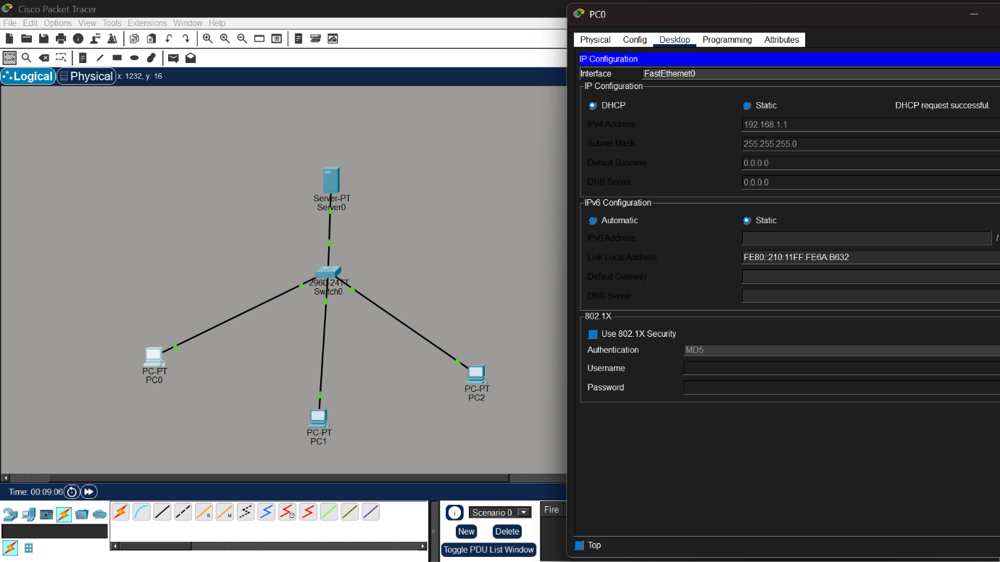 Cisco Packet Tracer
File Edit Options View Tools Extensions Window Help
Logical Physical x: 1232, y: 16
Server-PT
Server0
2960-24TT
Switch0
PC-PT
PC0
PC-PT
PC1
PC-PT
PC2
Time: 00:09:06
S
M
Scenario 0
New Delete
Toggle PDU List Window
Fire
PC0
Physical Config Desktop Programming Attributes
IP Configuration
Interface FastEthernet0
IP Configuration
DHCP Static DHCP request successful.
IPv4 Address 192.168.1.1
Subnet Mask 255.255.255.0
Default Gateway 0.0.0.0
DNS Server 0.0.0.0
IPv6 Configuration
Automatic Static
IPv6 Address /
Link Local Address FE80::210:11FF:FE6A:B632
Default Gateway
DNS Server
802.1X
Use 802.1X Security
Authentication MD5
Username
Password
Top